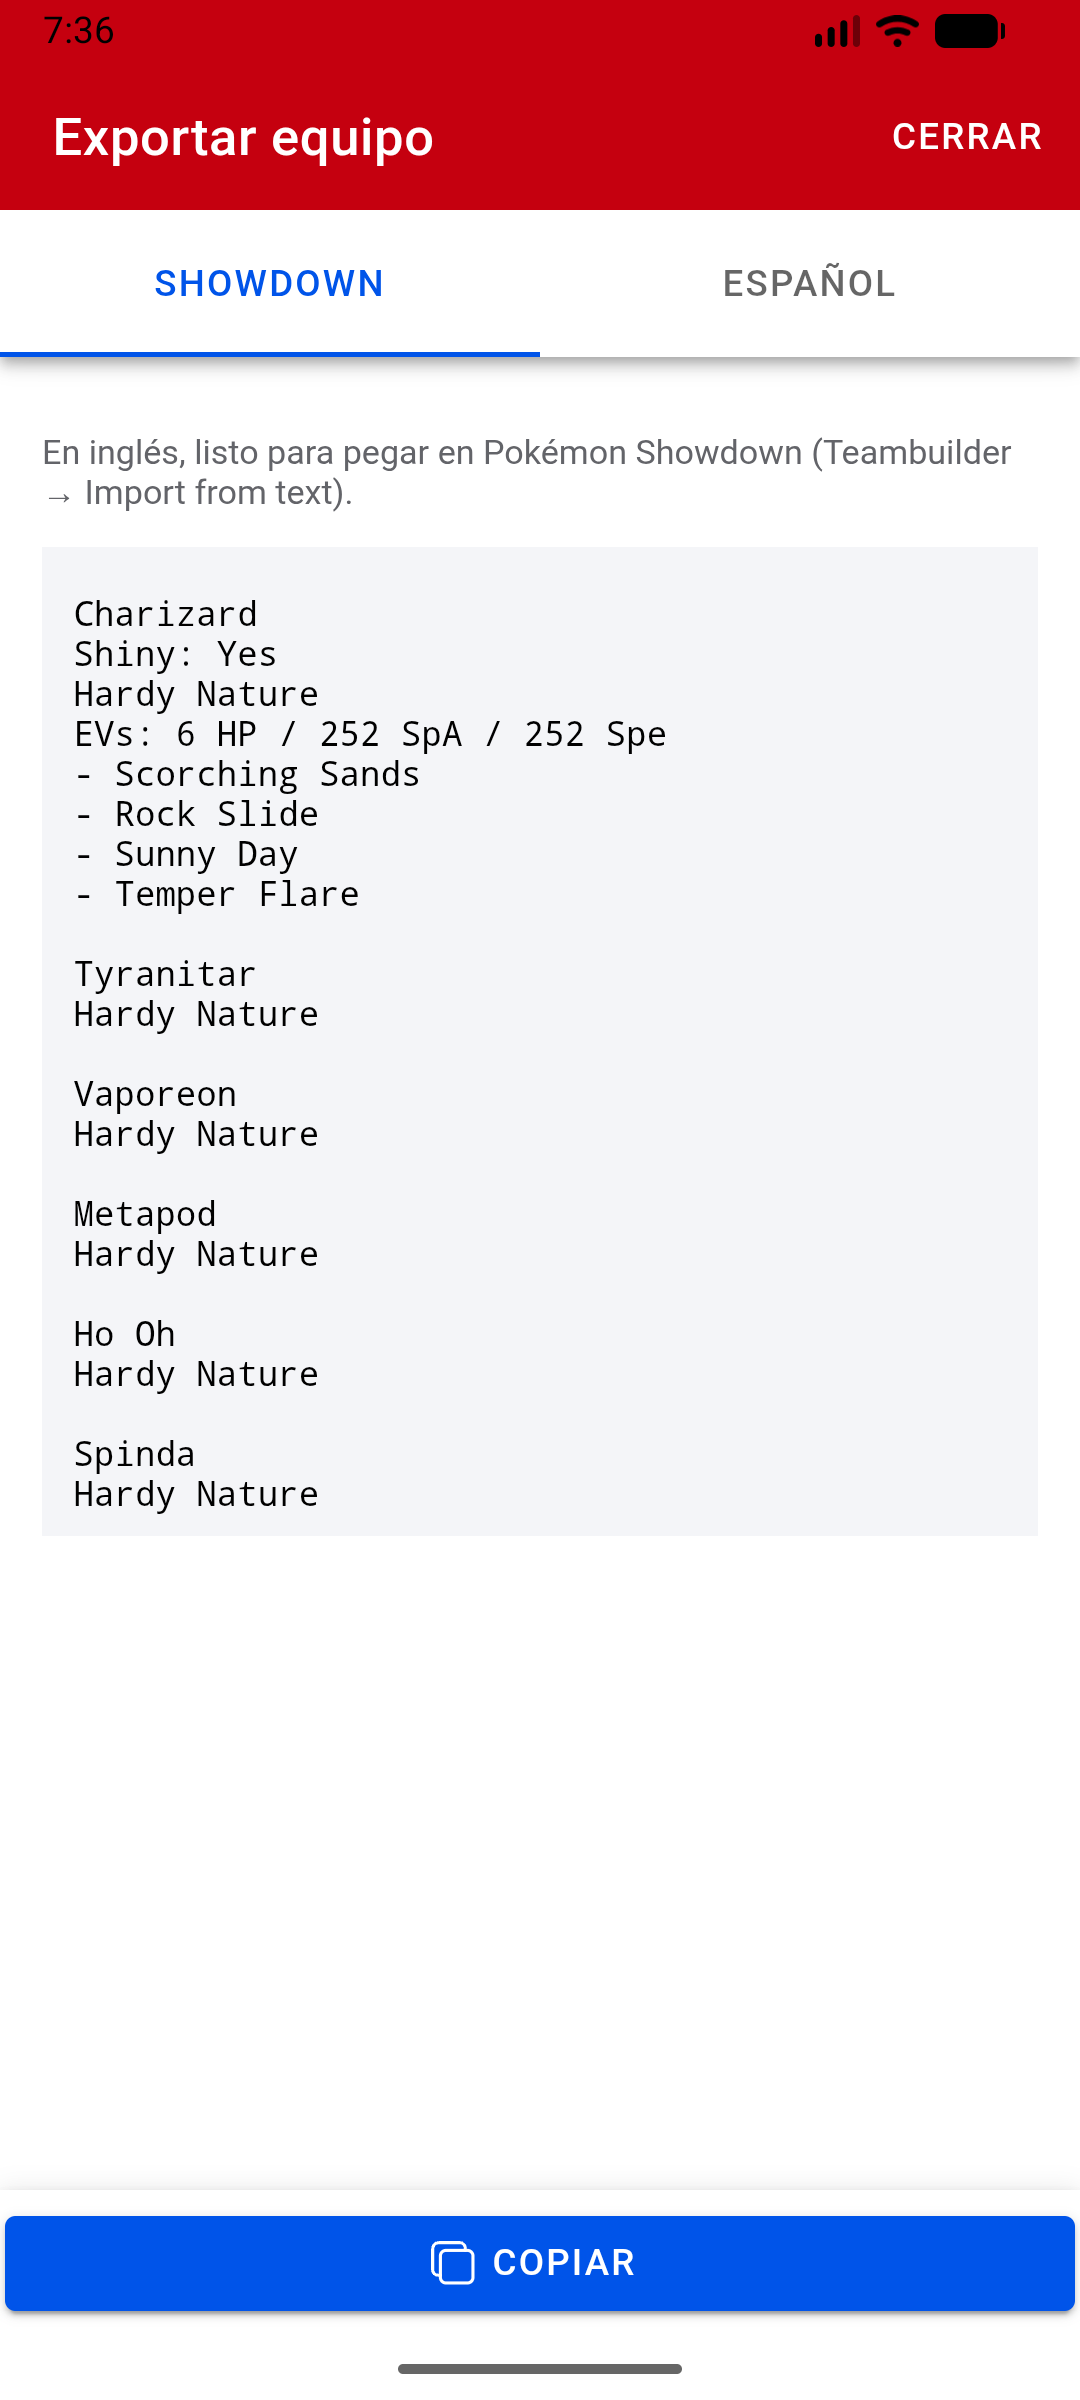 7:36
Exportar equipo
CERRAR
SHOWDOWN
ESPAÑOL
En inglés, listo para pegar en Pokémon Showdown (Teambuilder
→ Import from text).
Charizard
Shiny: Yes
Hardy Nature
EVs: 6 HP / 252 SpA / 252 Spe
- Scorching Sands
- Rock Slide
- Sunny Day
- Temper Flare
Tyranitar
Hardy Nature
Vaporeon
Hardy Nature
Metapod
Hardy Nature
Ho Oh
Hardy Nature
Spinda
Hardy Nature
COPIAR